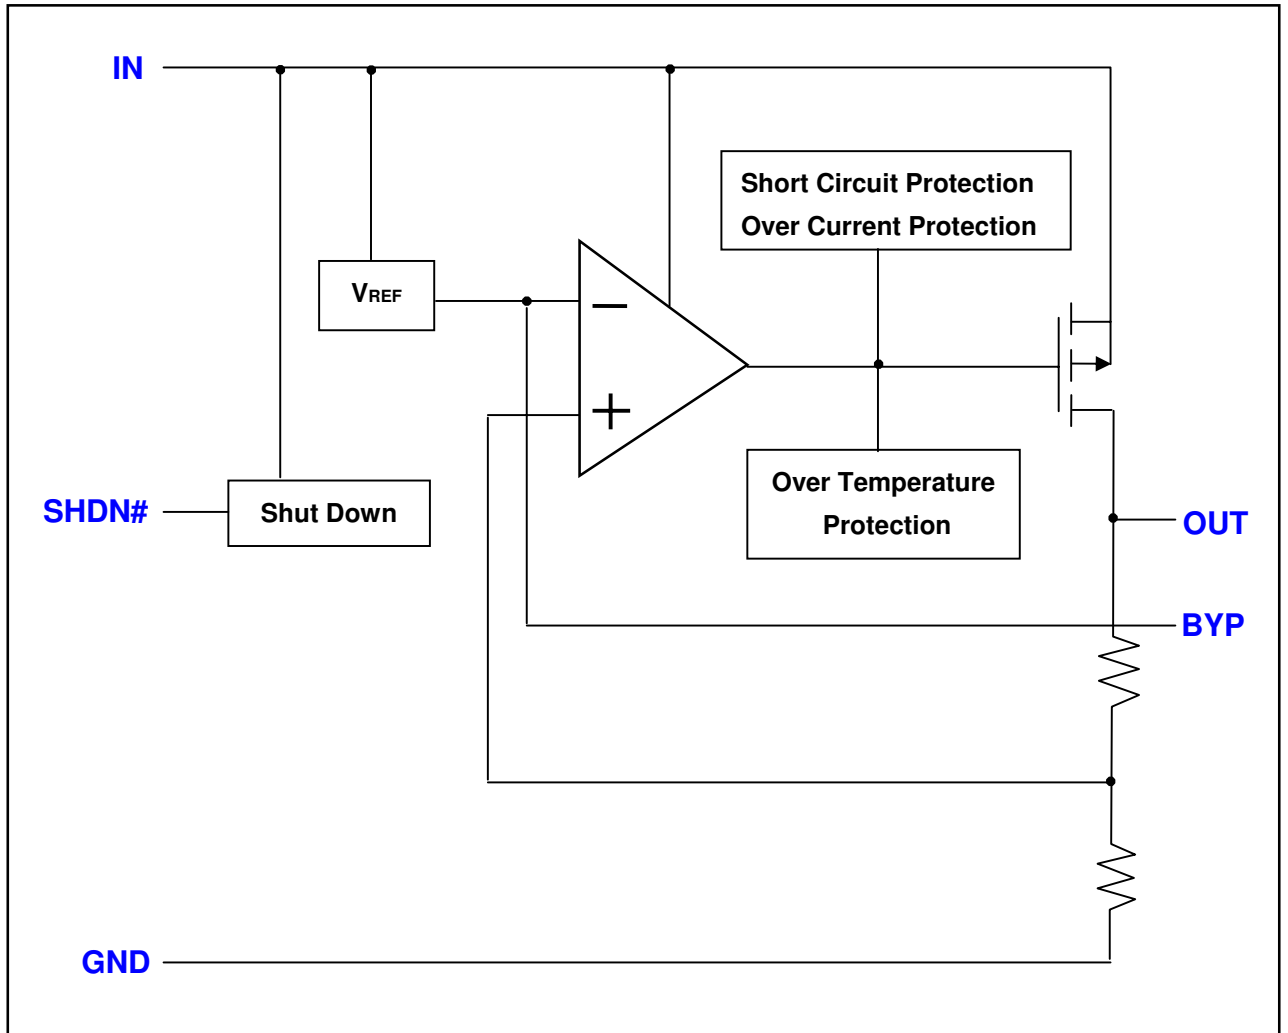 IN
Short Circuit Protection
Over Current Protection
VREF
−
+
Over Temperature
Protection
SHDN#
Shut Down
OUT
BYP
GND